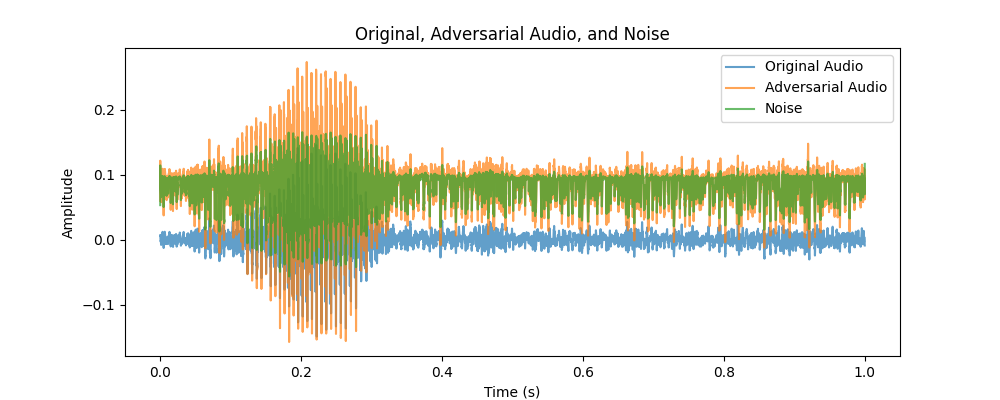 Original, Adversarial Audio, and Noise
Original Audio
Adversarial Audio
Noise
Amplitude
0.2
0.1
0.0
−0.1
0.0 0.2 0.4 0.6 0.8 1.0
Time (s)